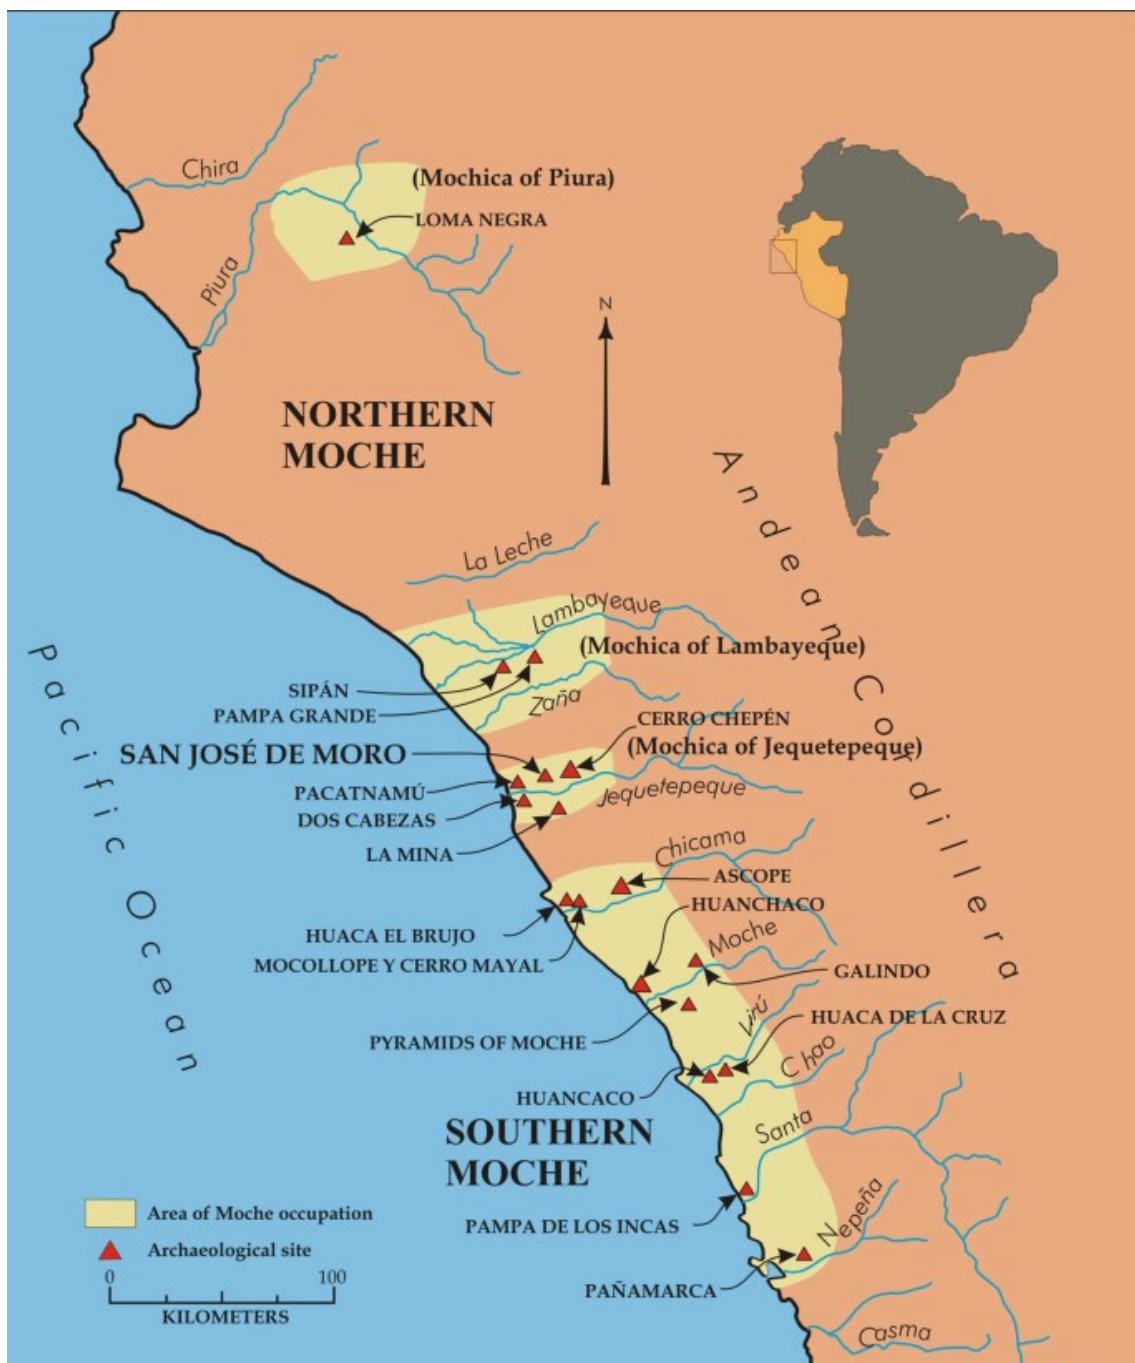 Chira
(Mochica of Piura)
LOMA NEGRA
Piura
N
NORTHERN
MOCHE
Andean Cordillera
La Leche
Lambayeque
(Mochica of Lambayeque)
Pacific Ocean
SIPÁN
Zaña
PAMPA GRANDE
CERRO CHEPÉN
SAN JOSÉ DE MORO
(Mochica of Jequetepeque)
PACATNAMÚ
Jequetepeque
DOS CABEZAS
LA MINA
Chicama
ASCOPE
HUANCHACO
HUACA EL BRUJO
Moche
MOCOLLOPE Y CERRO MAYAL
GALINDO
Virú
HUACA DE LA CRUZ
PYRAMIDS OF MOCHE
Chao
HUANCACO
SOUTHERN
MOCHE
Santa
Area of Moche occupation
PAMPA DE LOS INCAS
Nepeña
Archaeological site
0 100
KILOMETERS
PAÑAMARCA
Casma